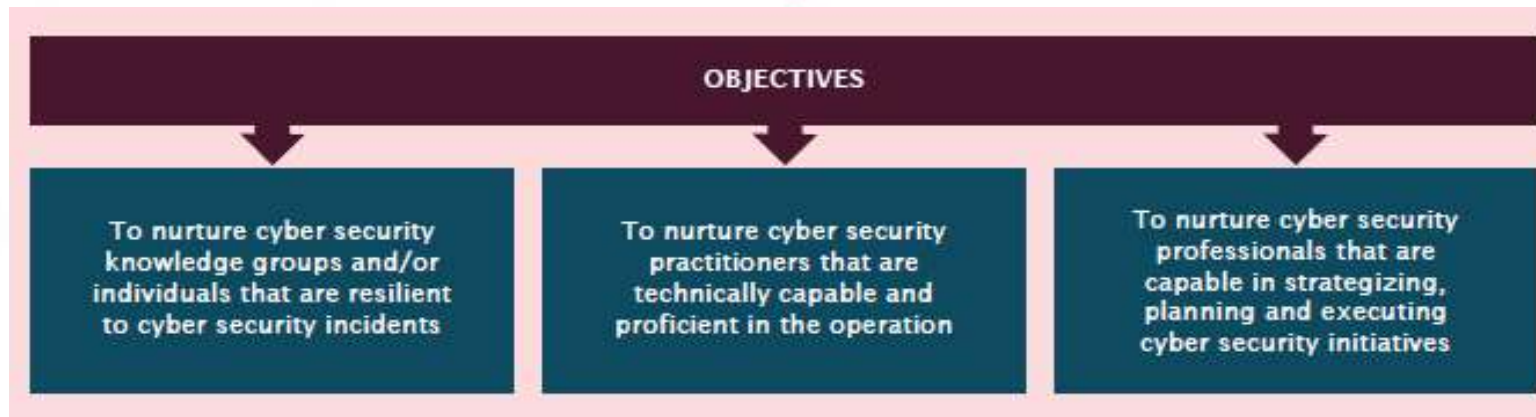 OBJECTIVES
To nurture cyber security
knowledge groups and/or
individuals that are resilient
to cyber security incidents
To nurture cyber security
practitioners that are
technically capable and
proficient in the operation
To nurture cyber security
professionals that are
capable in strategizing,
planning and executing
cyber security initiatives